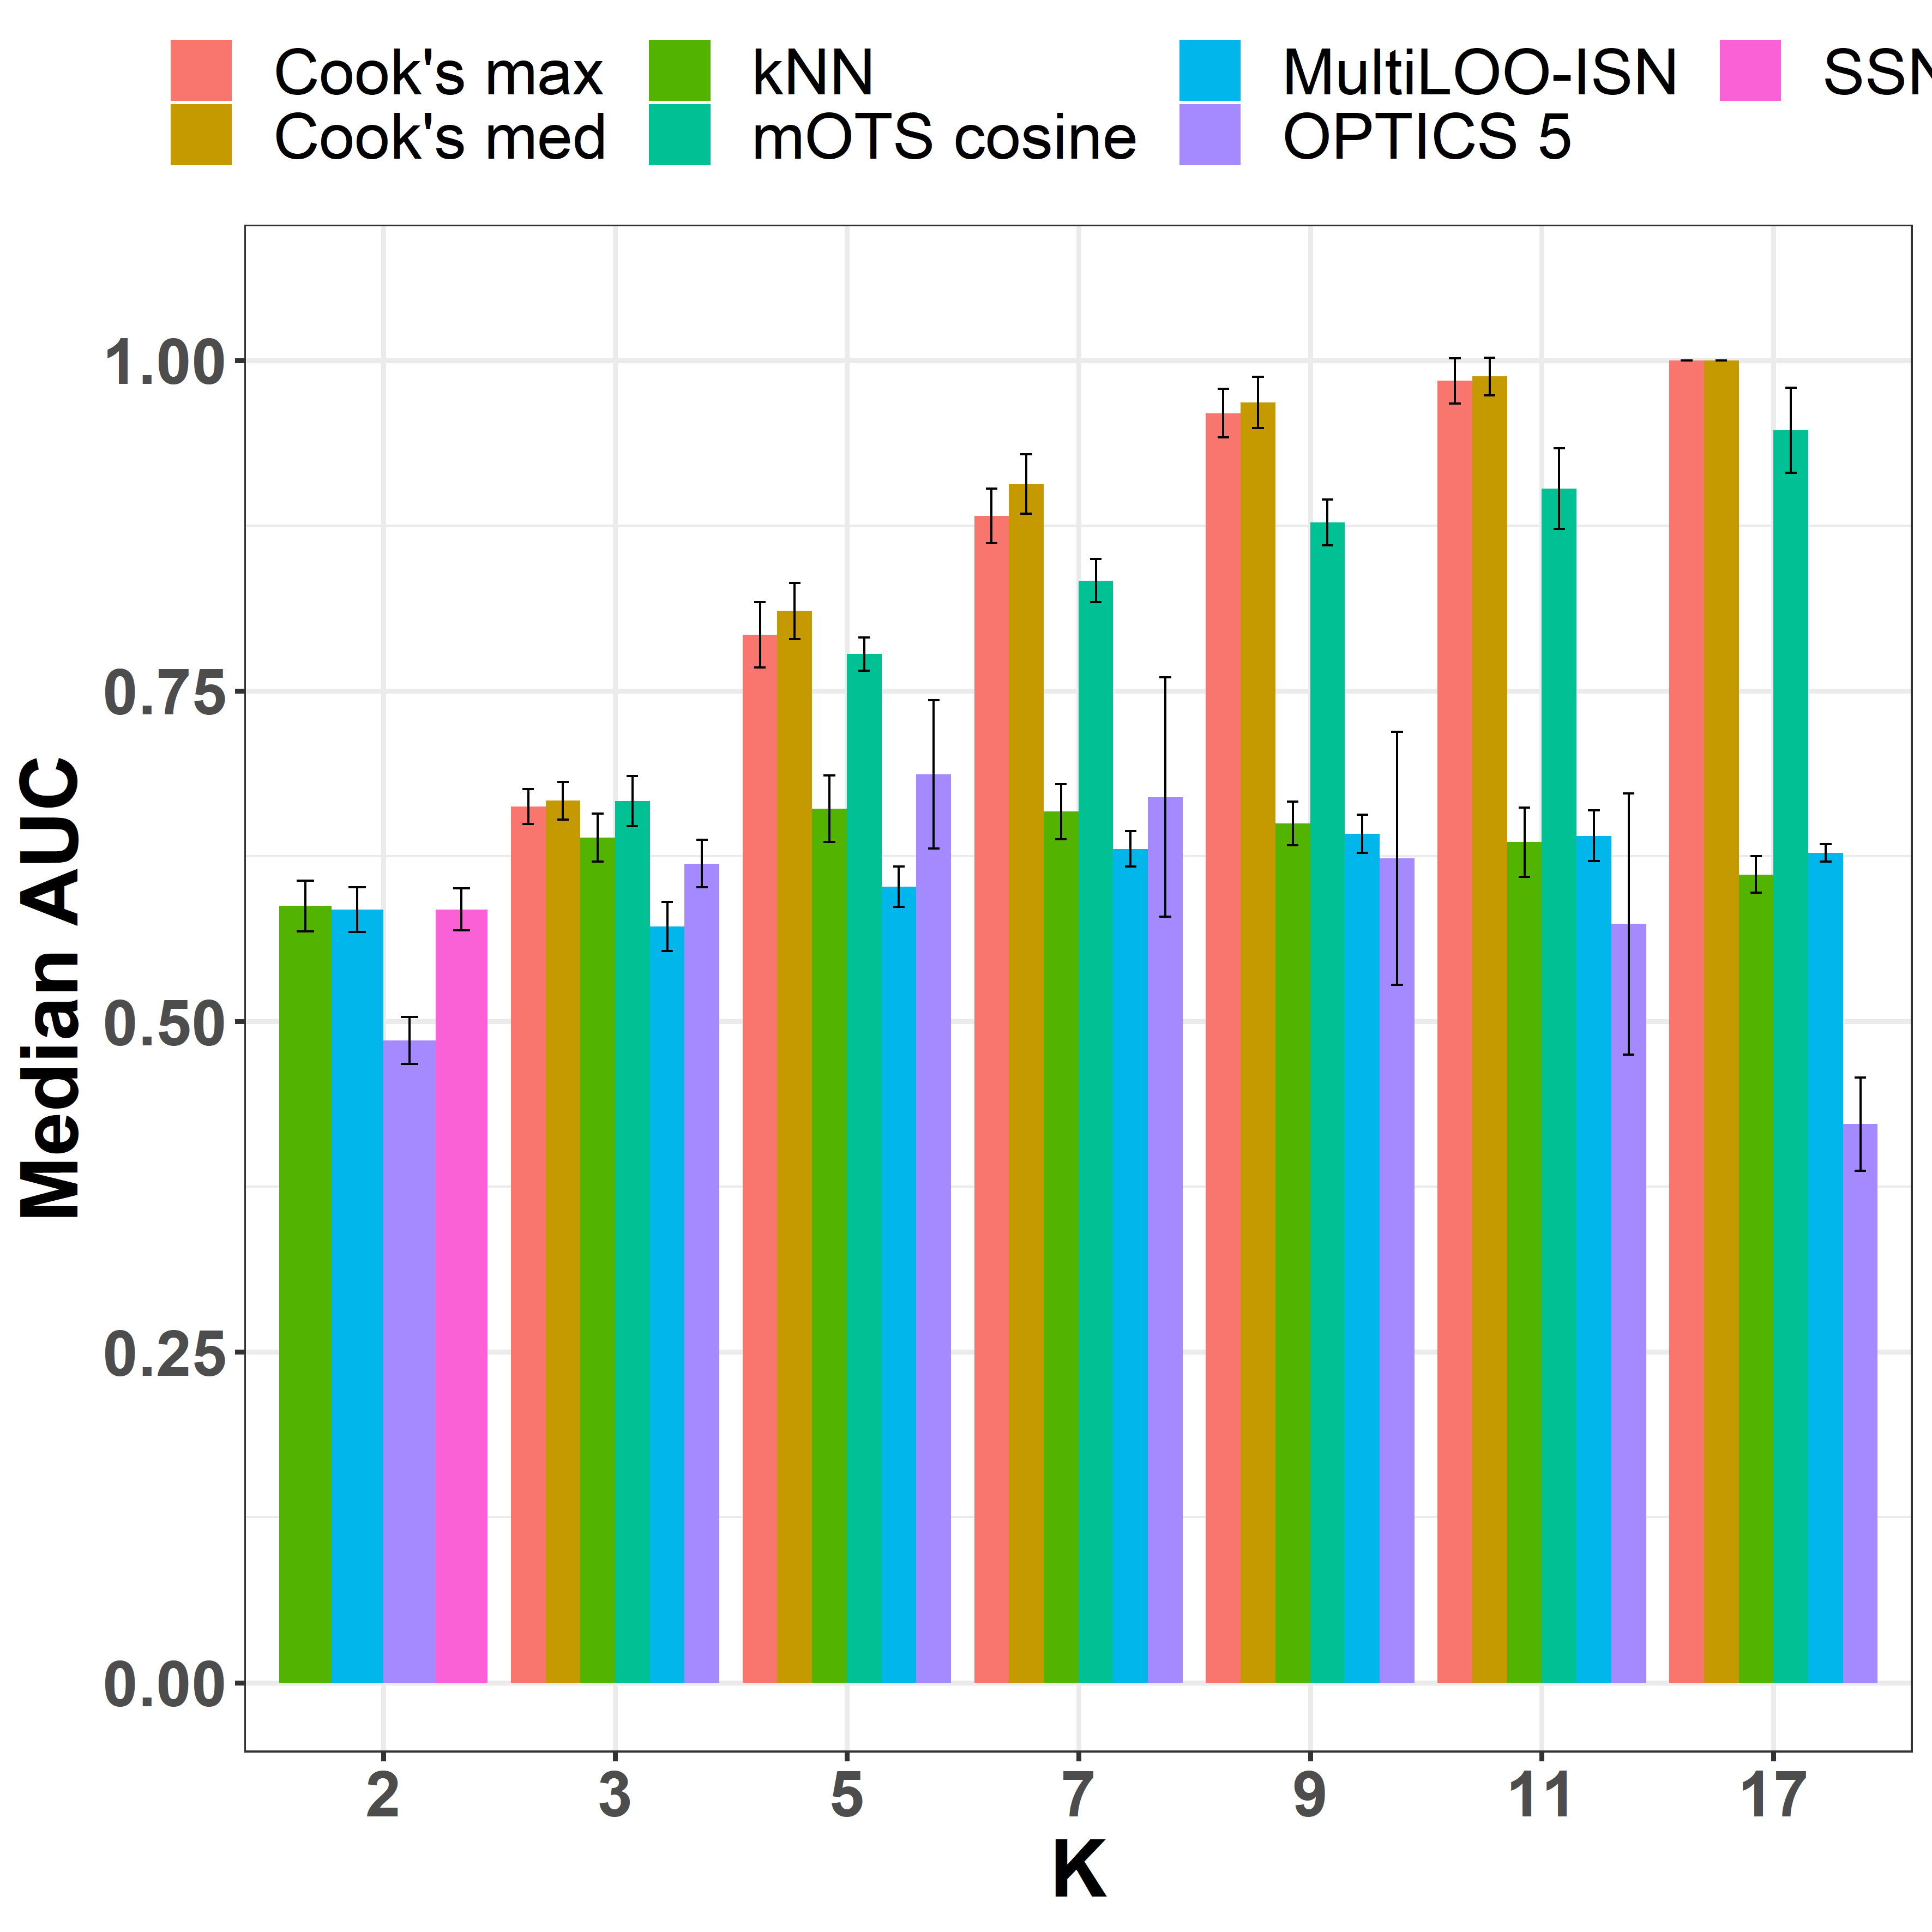 Cook's max kNN MultiLOO-ISN SSN
Cook's med mOTS cosine OPTICS 5
Median AUC
1.00
0.75
0.50
0.25
0.00
2 3 5 7 9 11 17
K